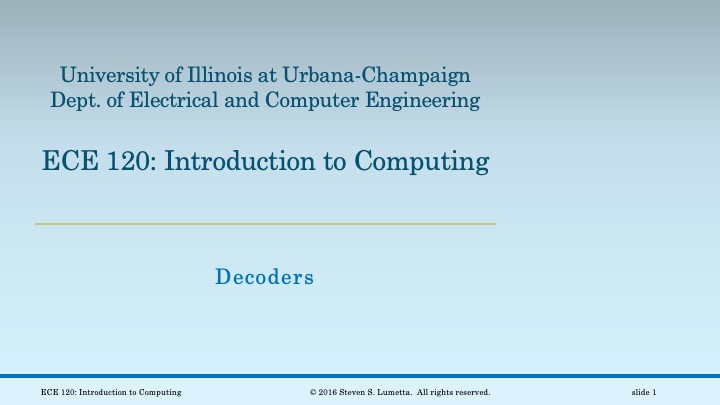 University of Illinois at Urbana-Champaign
Dept. of Electrical and Computer Engineering
ECE 120: Introduction to Computing
Decoders
ECE 120: Introduction to Computing
© 2016 Steven S. Lumetta.  All rights reserved.
slide 1